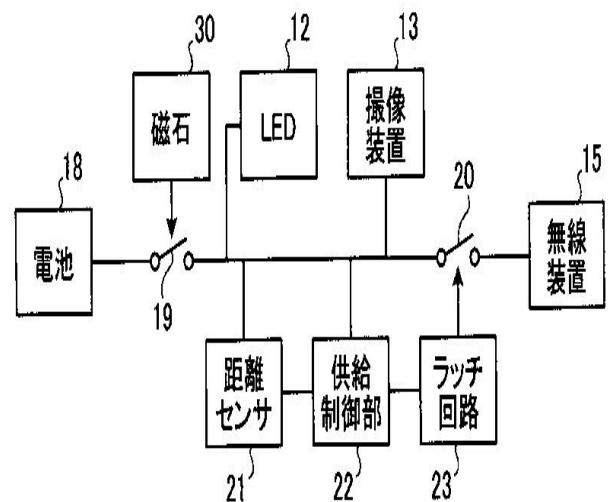 30
12
13
磁石
LED
撮像
装置
18
20
15
電池
無線
装置
19
距離
センサ
供給
制御部
ラッチ
回路
21
22
23